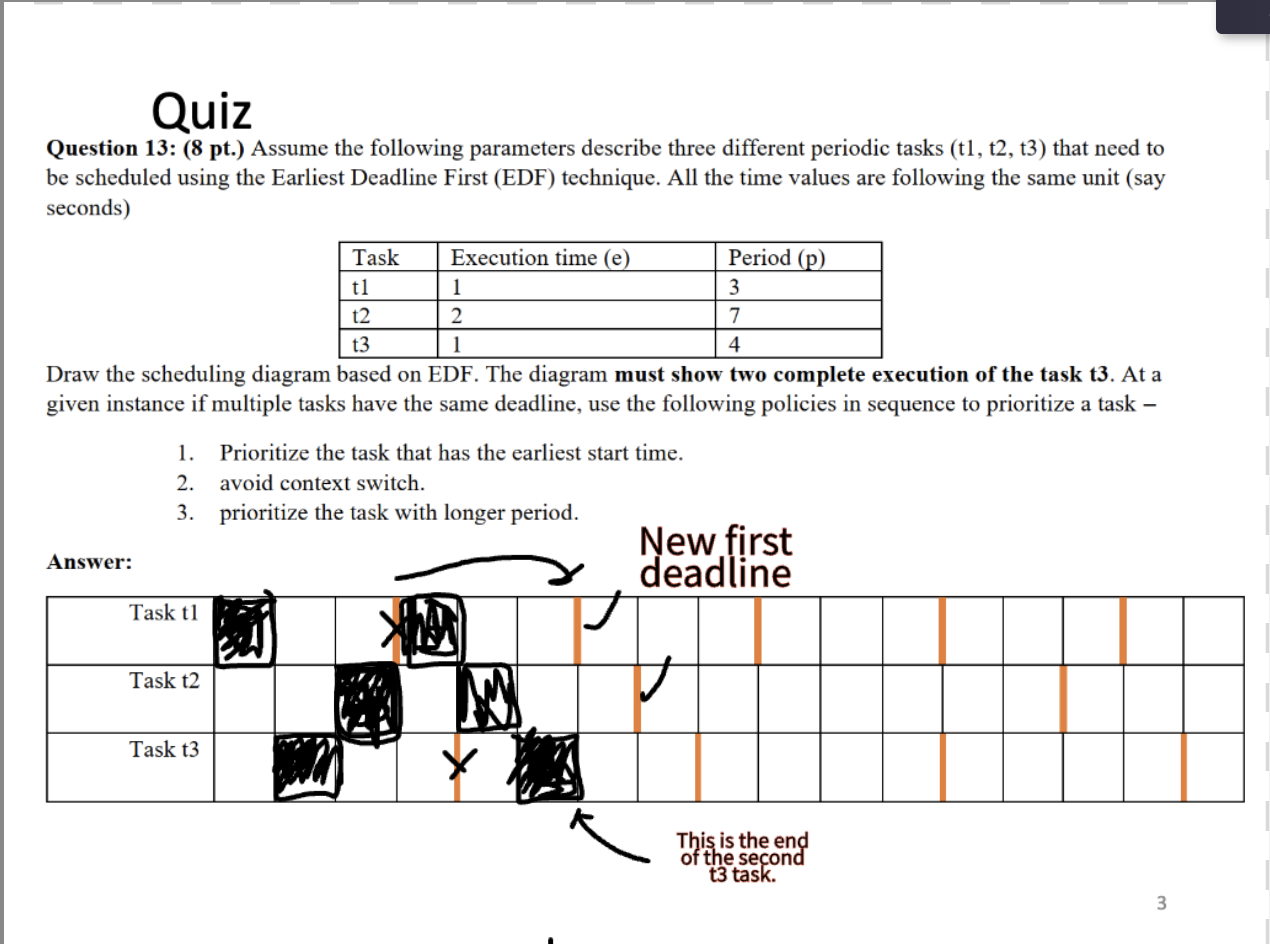 Quiz
Question 13: (8 pt.) Assume the following parameters describe three different periodic tasks (t1, t2, t3) that need to
be scheduled using the Earliest Deadline First (EDF) technique. All the time values are following the same unit (say
seconds)
Task Execution time (e) Period (p)
t1 1 3
t2 2 7
t3 1 4
Draw the scheduling diagram based on EDF. The diagram must show two complete execution of the task t3. At a
given instance if multiple tasks have the same deadline, use the following policies in sequence to prioritize a task –
1. Prioritize the task that has the earliest start time.
2. avoid context switch.
3. prioritize the task with longer period.
New first
deadline
Answer:
Task t1
Task t2
Task t3
This is the end
of the second
t3 task.
3